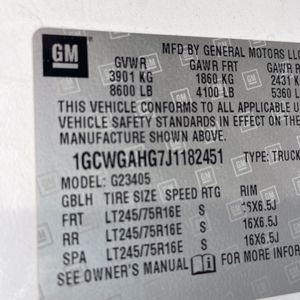 GM
MFD BY GENERAL MOTORS LLC
GVWR GAWR FRT GAWR R
3901 KG 1860 KG 2431 K
8600 LB 4100 LB 5360 LB
THIS VEHICLE CONFORMS TO ALL APPLICABL
VEHICLE SAFETY STANDARDS IN EFFECT ON
MANUFACTURE SHOWN ABOVE.
1GCWGAHG7J1182451 TYPE: TRUCK
MODEL: G23405
GBLH TIRE SIZE SPEED RTG RIM
FRT LT245/75R16E S 16X6.5J
RR LT245/75R16E S 16X6.5J
SPA LT245/75R16E S 16X6.5J
SEE OWNER'S MANUAL FOR MORE INFOR